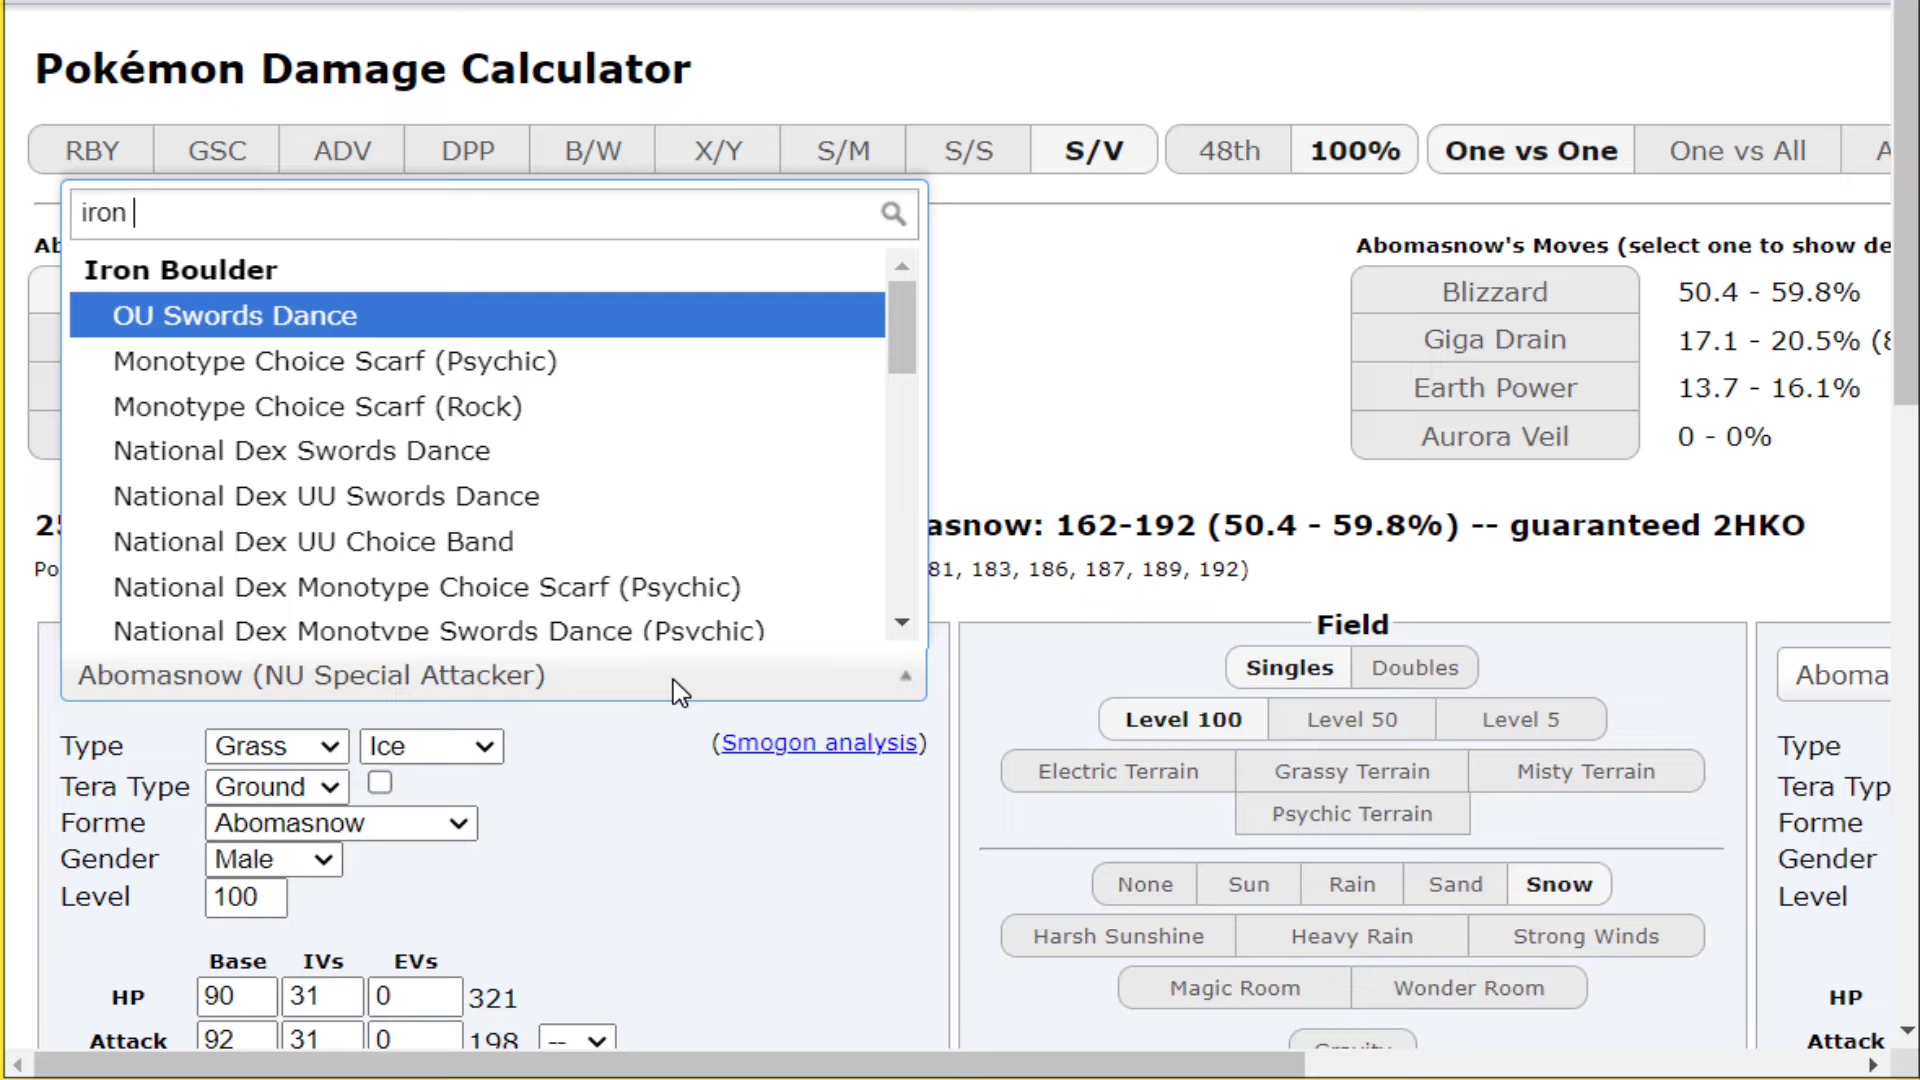 Pokémon Damage Calculator
RBY GSC ADV DPP B/W X/Y S/M S/S S/V 48th 100% One vs One One vs All A
iron
Ab
Abomasnow's Moves (select one to show de
Iron Boulder
OU Swords Dance
Monotype Choice Scarf (Psychic)
Monotype Choice Scarf (Rock)
National Dex Swords Dance
National Dex UU Swords Dance
National Dex UU Choice Band
National Dex Monotype Choice Scarf (Psychic)
National Dex Monotype Swords Dance (Psychic)
Abomasnow (NU Special Attacker)
Blizzard 50.4 - 59.8%
Giga Drain 17.1 - 20.5% (8
Earth Power 13.7 - 16.1%
Aurora Veil 0 - 0%
25 asnow: 162-192 (50.4 - 59.8%) -- guaranteed 2HKO
Po 81, 183, 186, 187, 189, 192)
Type Grass Ice (Smogon analysis)
Tera Type Ground
Forme Abomasnow
Gender Male
Level 100
Base IVs EVs
HP 90 31 0 321
Attack 92 31 0 198 --
Field
Singles Doubles
Level 100 Level 50 Level 5
Electric Terrain Grassy Terrain Misty Terrain
Psychic Terrain
None Sun Rain Sand Snow
Harsh Sunshine Heavy Rain Strong Winds
Magic Room Wonder Room
Gravity
Aboma
Type
Tera Typ
Forme
Gender
Level
HP
Attack